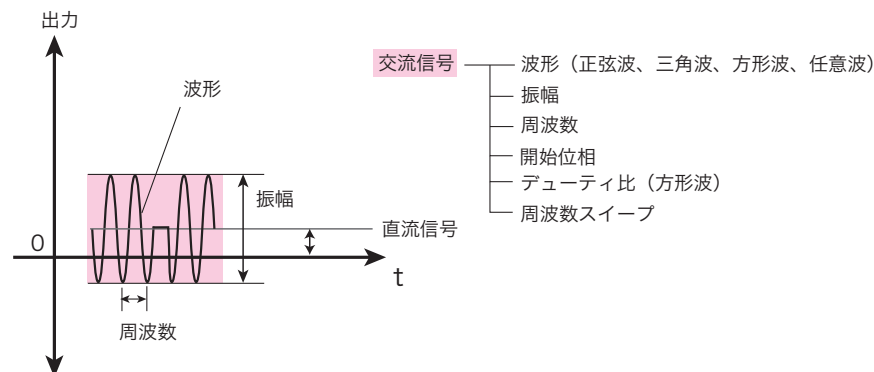 出力
波形
振幅
直流信号
0
t
周波数
交流信号
波形（正弦波、三角波、方形波、任意波）
振幅
周波数
開始位相
デューティ比（方形波）
周波数スイープ